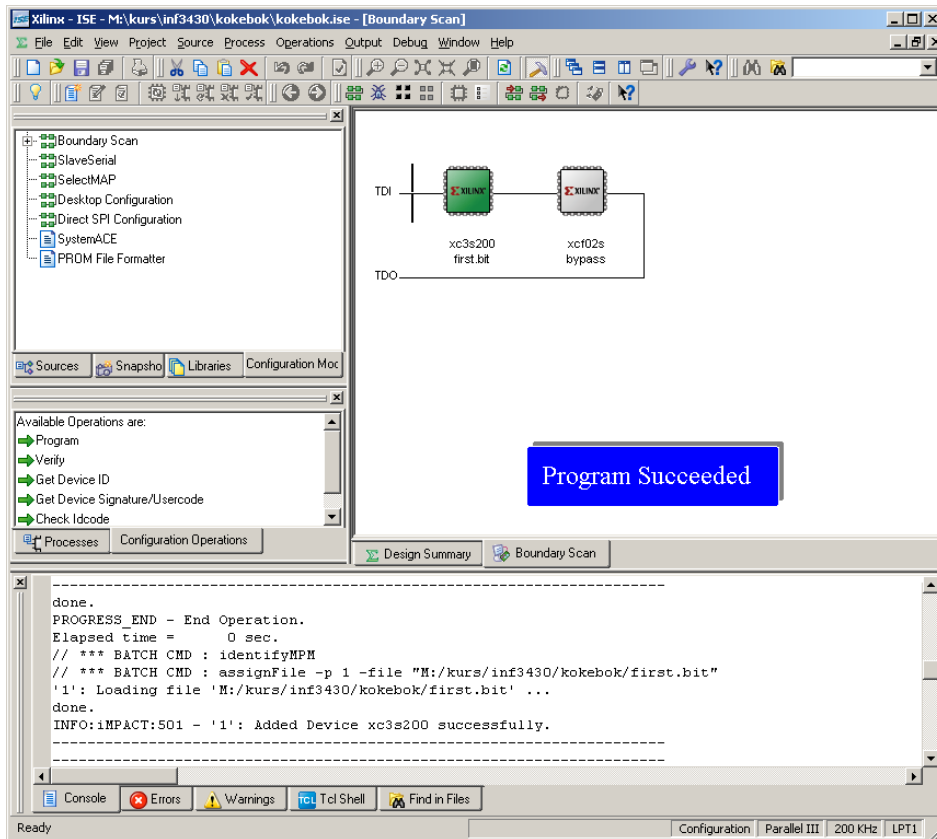 Xilinx - ISE - M:\kurs\inf3430\kokebok\kokebok.ise - [Boundary Scan]
File Edit View Project Source Process Operations Output Debug Window Help
Boundary Scan
SlaveSerial
SelectMAP
Desktop Configuration
Direct SPI Configuration
SystemACE
PROM File Formatter
Sources Snapsho Libraries Configuration Moc
TDI
XILINX
XILINX
xc3s200
first.bit
xcf02s
bypass
TDO
Available Operations are:
Program
Verify
Get Device ID
Get Device Signature/Usercode
Check Idcode
Processes Configuration Operations
Program Succeeded
Design Summary Boundary Scan
----------------------------------------------------------------------
done.
PROGRESS_END - End Operation.
Elapsed time =      0 sec.
// *** BATCH CMD : identifyMPM
// *** BATCH CMD : assignFile -p 1 -file "M:/kurs/inf3430/kokebok/first.bit"
'1': Loading file 'M:/kurs/inf3430/kokebok/first.bit' ...
done.
INFO:iMPACT:501 - '1': Added Device xc3s200 successfully.
----------------------------------------------------------------------
----------------------------------------------------------------------
Console Errors Warnings TCL Tcl Shell Find in Files
Ready Configuration Parallel III 200 KHz LPT1